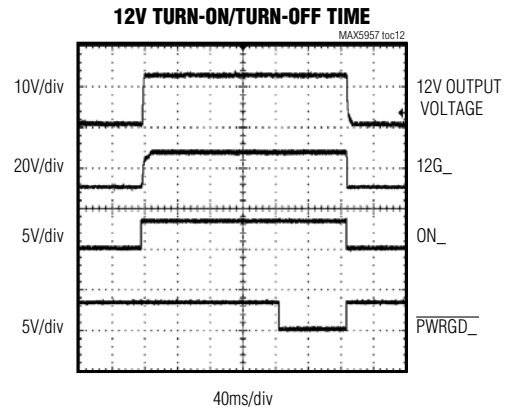 12V TURN-ON/TURN-OFF TIME
MAX5957 toc12
10V/div
12V OUTPUT
VOLTAGE
20V/div
12G_
5V/div
ON_
5V/div
PWRGD_
40ms/div